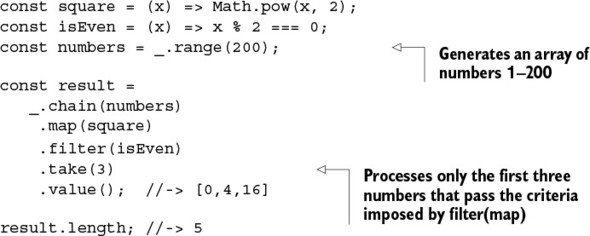 const square = (x) => Math.pow(x, 2);
const isEven = (x) => x % 2 === 0;
const numbers = _.range(200);
Generates an array of
numbers 1–200
const result =
_.chain(numbers)
.map(square)
.filter(isEven)
.take(3)
.value();  //-> [0,4,16]
Processes only the first three
numbers that pass the criteria
imposed by filter(map)
result.length; //-> 5